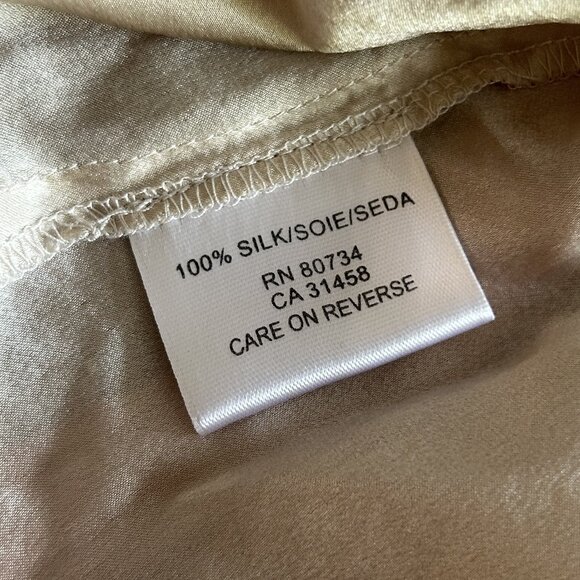 100% SILK/SOIE/SEDA
RN 80734
CA 31458
CARE ON REVERSE